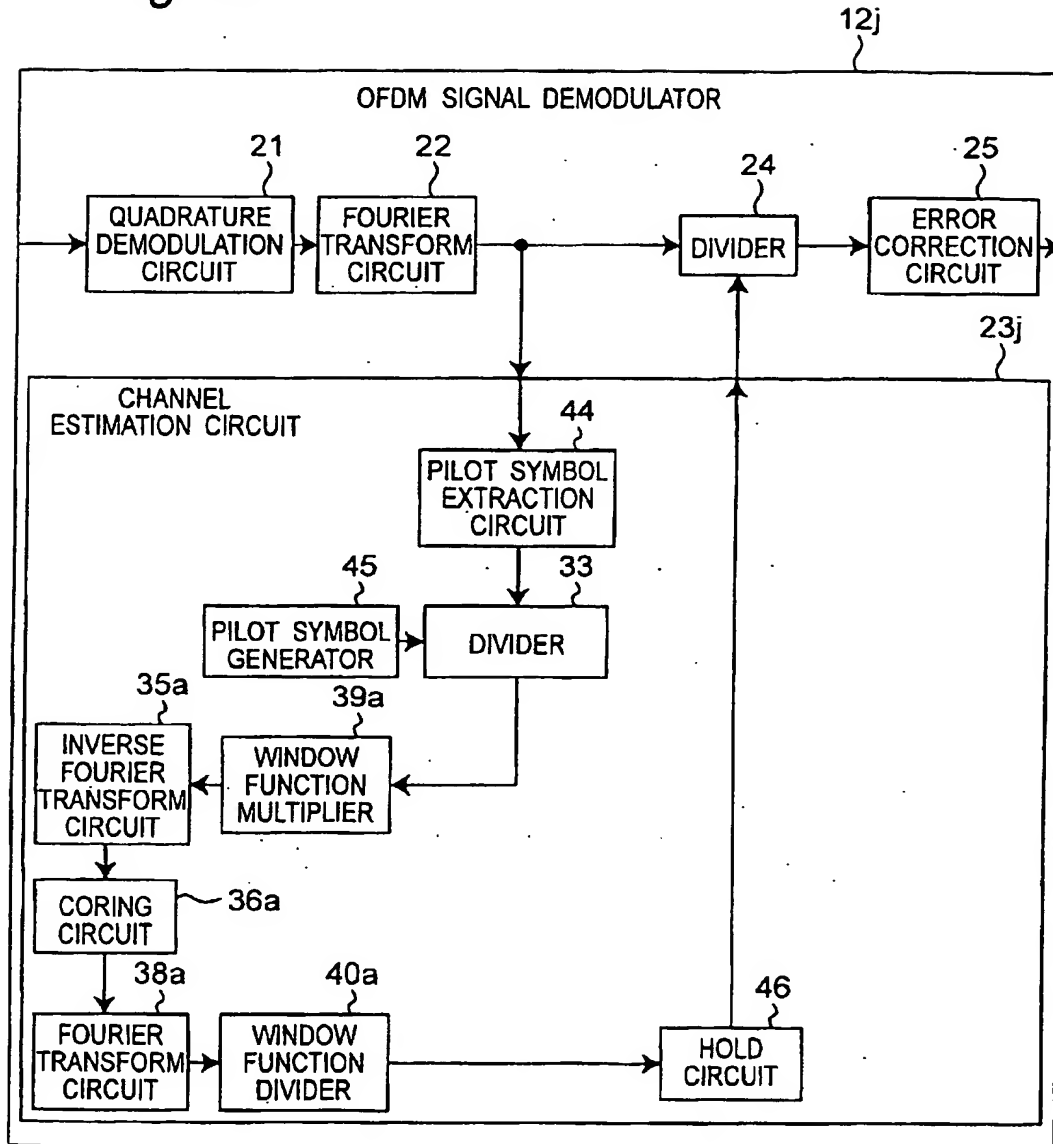 12j
OFDM SIGNAL DEMODULATOR
21
22
24
25
QUADRATURE
DEMODULATION
CIRCUIT
FOURIER
TRANSFORM
CIRCUIT
DIVIDER
ERROR
CORRECTION
CIRCUIT
23j
CHANNEL
ESTIMATION CIRCUIT
44
PILOT SYMBOL
EXTRACTION
CIRCUIT
45
33
PILOT SYMBOL
GENERATOR
DIVIDER
35a
39a
INVERSE
FOURIER
TRANSFORM
CIRCUIT
WINDOW
FUNCTION
MULTIPLIER
CORING
CIRCUIT
36a
38a
40a
46
FOURIER
TRANSFORM
CIRCUIT
WINDOW
FUNCTION
DIVIDER
HOLD
CIRCUIT